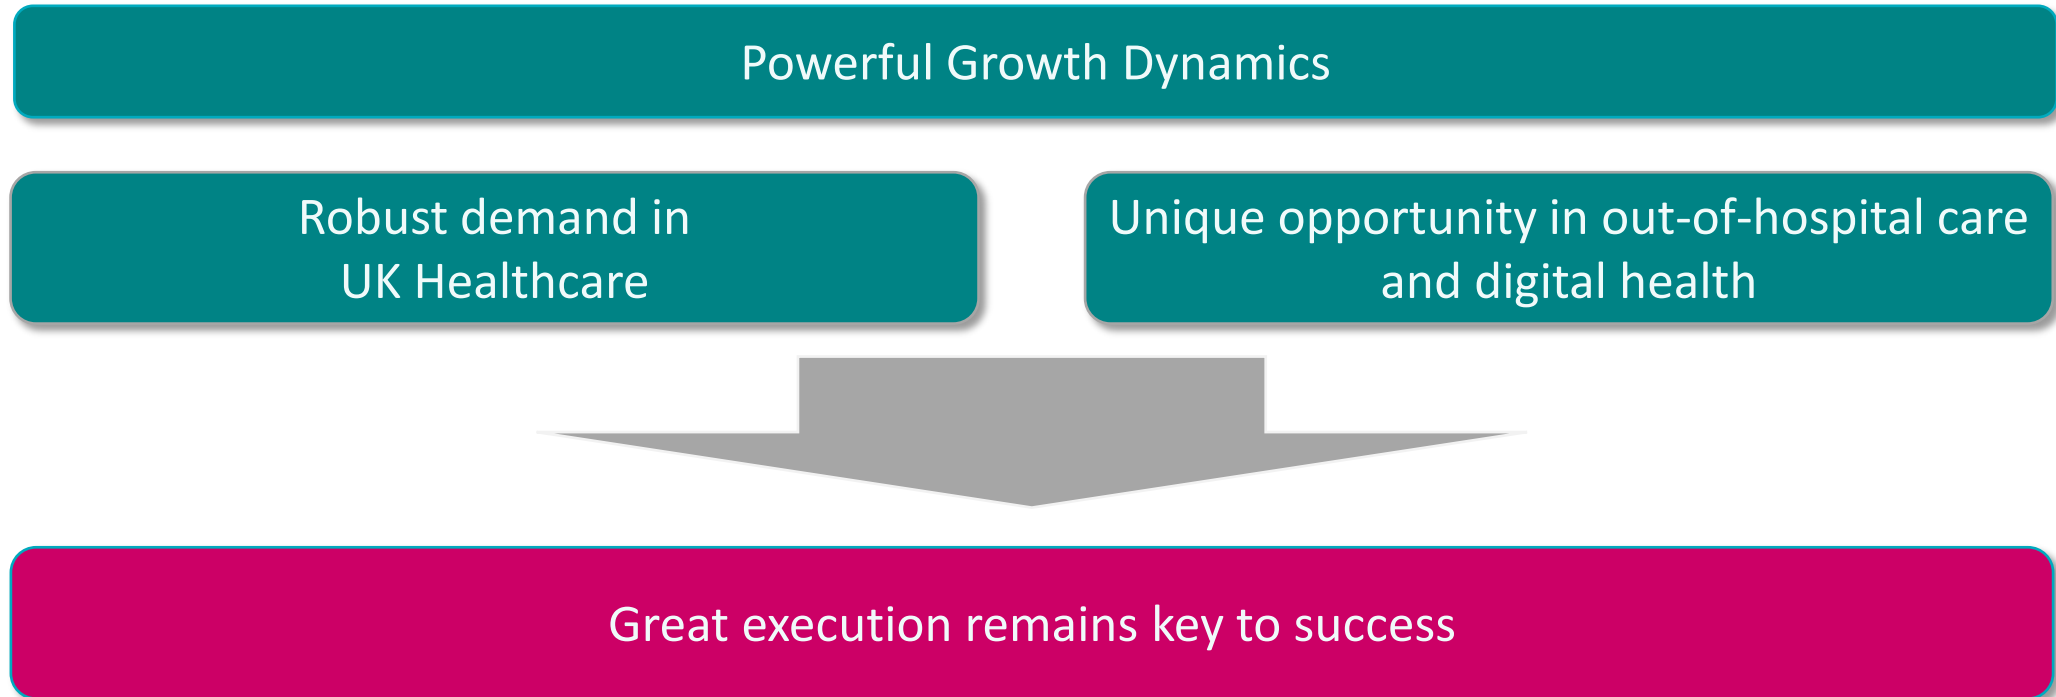 Powerful Growth Dynamics
Robust demand in
UK Healthcare
Unique opportunity in out-of-hospital care
and digital health
Great execution remains key to success